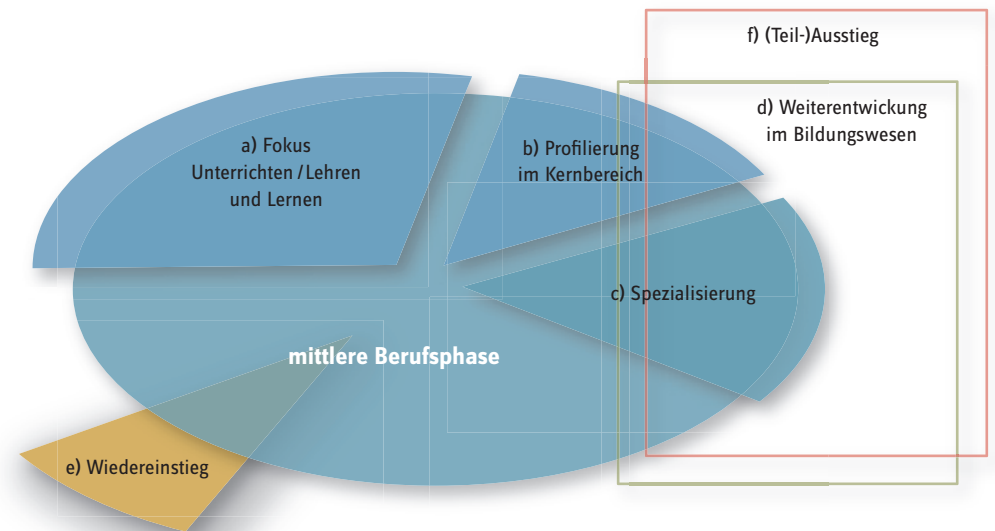 f) (Teil-)Ausstieg
d) Weiterentwickung
im Bildungswesen
a) Fokus
Unterrichten / Lehren
und Lernen
b) Profilierung
im Kernbereich
c) Spezialisierung
mittlere Berufsphase
e) Wiedereinstieg